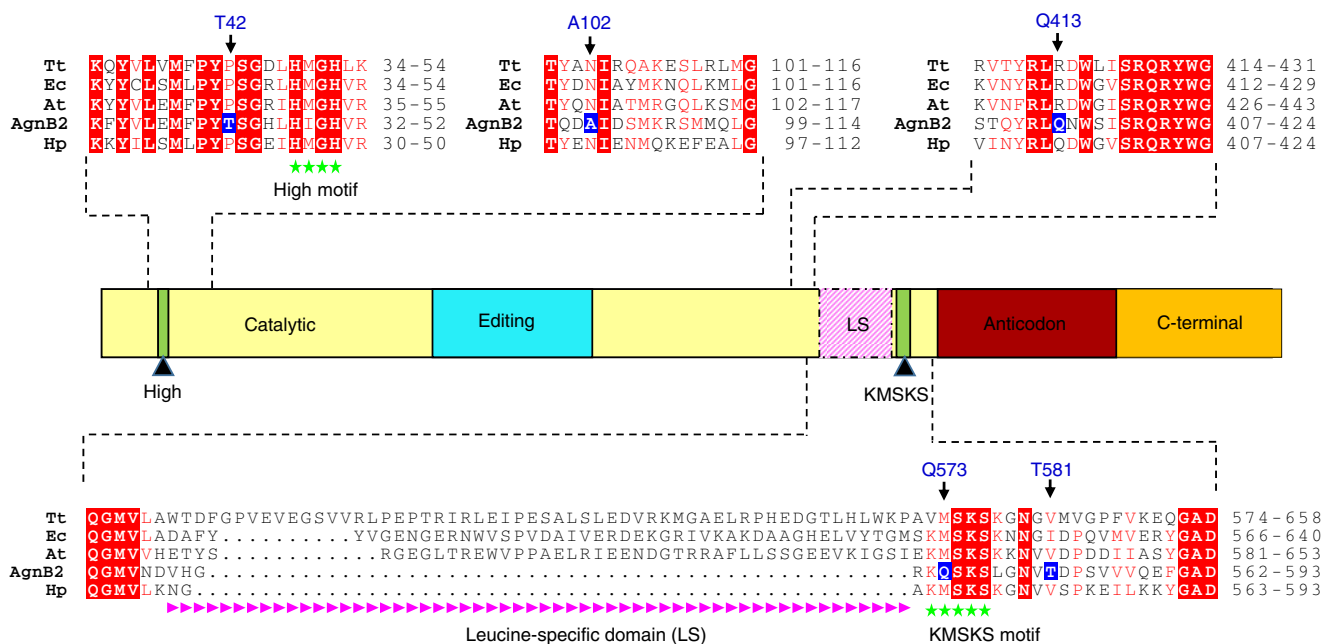 T42
A102
Q413
Tt KQYVLVMFPYPSGDLHMGHLK 34-54
Ec KYYCLSMLPYPSGRLHMGHVR 34-54
At KYYVLEMFPYPSGRIHMGHVR 35-55
AgnB2 KFYVLEMFPYTSGHLHIGHVR 32-52
Hp KKYILSMLPYPSGEIHMGHVR 30-50
High motif
Tt TYANIRQAKESLRLMG 101-116
Ec TYDNIAYMKNQLKMLG 101-116
At TYQNIATMRGQLKSMG 102-117
AgnB2 TQDAIDSMKRSMMQLG 99-114
Hp TYENIENMQKEFEALG 97-112
Tt RVTYRLRDWLISRQRYWG 414-431
Ec KVNYRLRDWGVSRQRYWG 412-429
At KVNFRLRDWGISRQRYWG 426-443
AgnB2 STQYRLQNWSISRQRYWG 407-424
Hp VINYRLQDWGVSRQRYWG 407-424
Catalytic
Editing
LS
Anticodon
C-terminal
High
KMSKS
Q573
T581
Tt QGMVLAWTDFGPVEVEGSVVRLPEPTRIRLEIPESALSLEDVRKMGAELRPHEDGTLHLWKPAVMSKSKGNGVMVGPFVKEQGAD 574-658
Ec QGMVLADAFY..........YVGENGERNWVSPVDAIVERDEKGRIVKAKDAAGHELVYTGMSKMSKSKNNGIDPQVMVERYGAD 566-640
At QGMVVHETYS............RGEGLTREWVPPAELRIEENDGTRRAFLLSSGEEVKIGSIEKMSKSKKNVVDPDDIIASYGAD 581-653
AgnB2 QGMVNDVHG.....................................................RKQSKSLGNVTDPSVVVQEFGAD 562-593
Hp QGMVLKNG......................................................AKMSKSKGNVVSPKEILKKYGAD 563-593
Leucine-specific domain (LS)
KMSKS motif